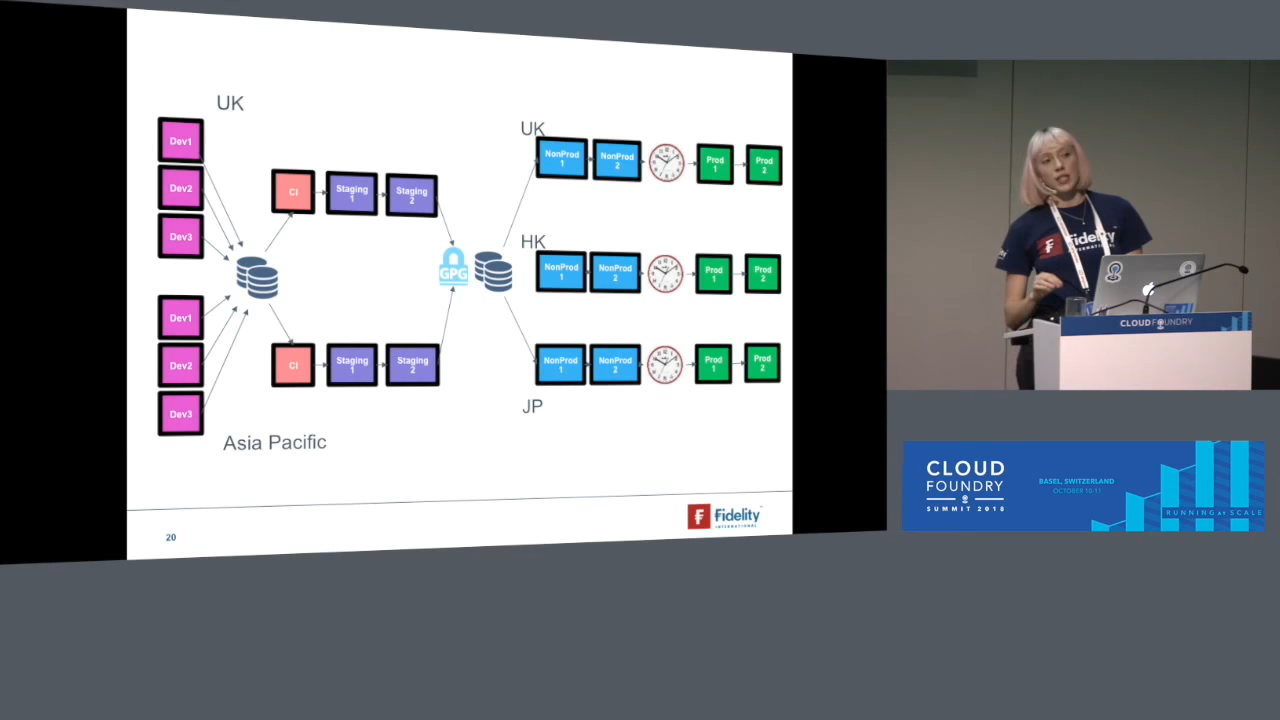 UK
Dev1
Dev2
Dev3
CI
Staging
1
Staging
2
Dev1
Dev2
Dev3
CI
Staging
1
Staging
2
Asia Pacific
GPG
UK
NonProd
1
NonProd
2
Prod
1
Prod
2
HK
NonProd
1
NonProd
2
Prod
1
Prod
2
NonProd
1
NonProd
2
Prod
1
Prod
2
JP
20
Fidelity
INTERNATIONAL
Fidelity
CLOUD FOUNDRY
CLOUD
FOUNDRY
SUMMIT 2018
BASEL, SWITZERLAND
OCTOBER 10-11
RUNNING AT SCALE